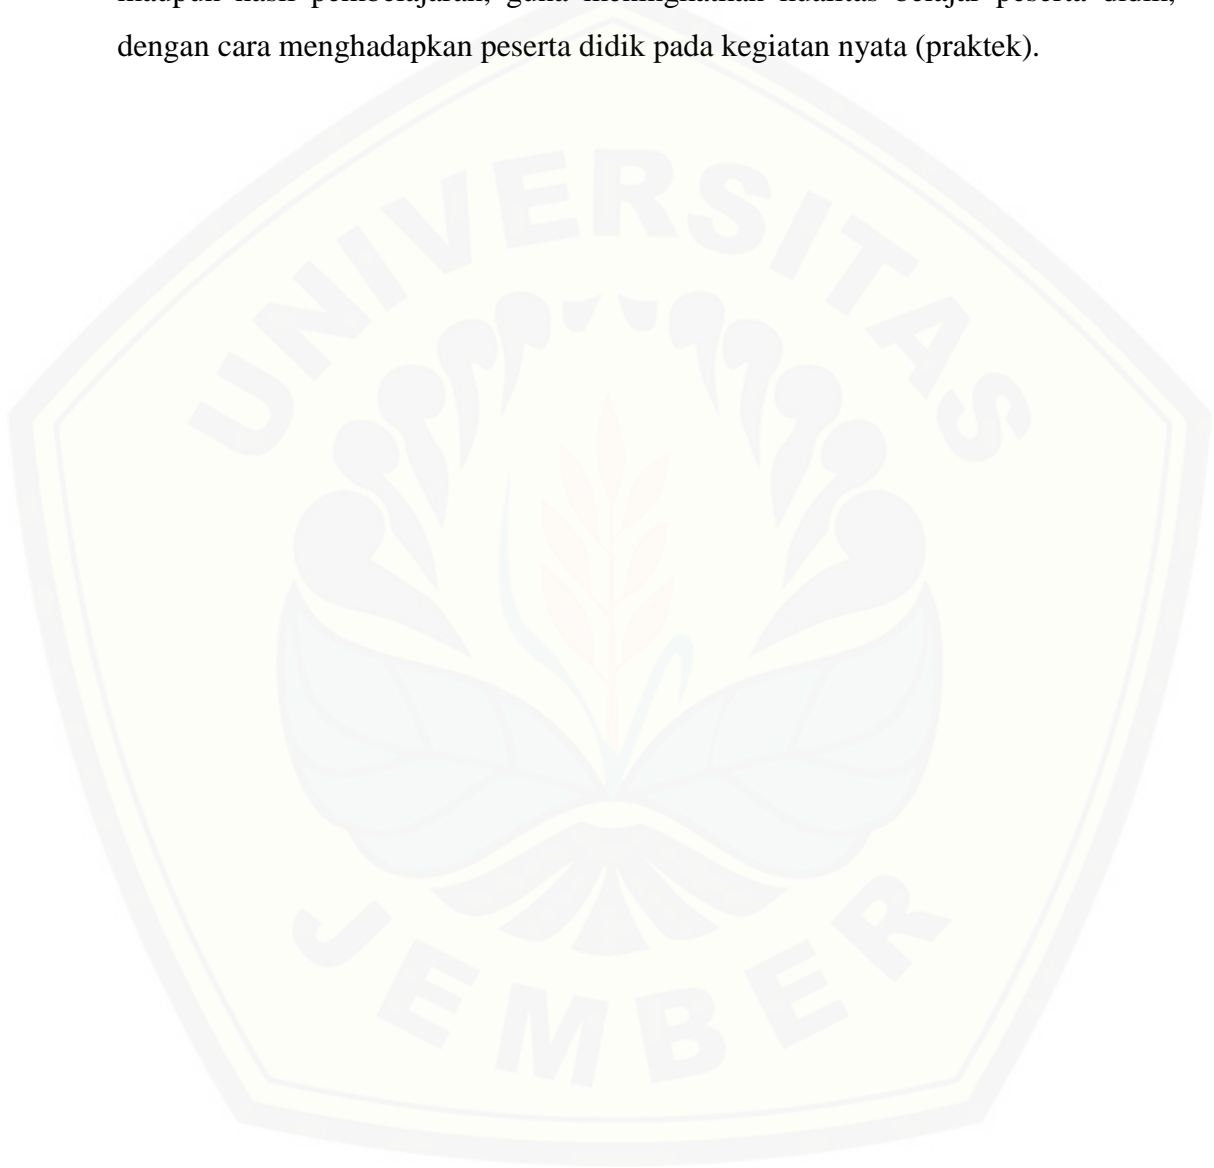 maupun hasil pembelajaran, guna meningkatkan kualitas belajar peserta didik,
dengan cara menghadapkan peserta didik pada kegiatan nyata (praktek).
UNIVERSITAS
JEMBER